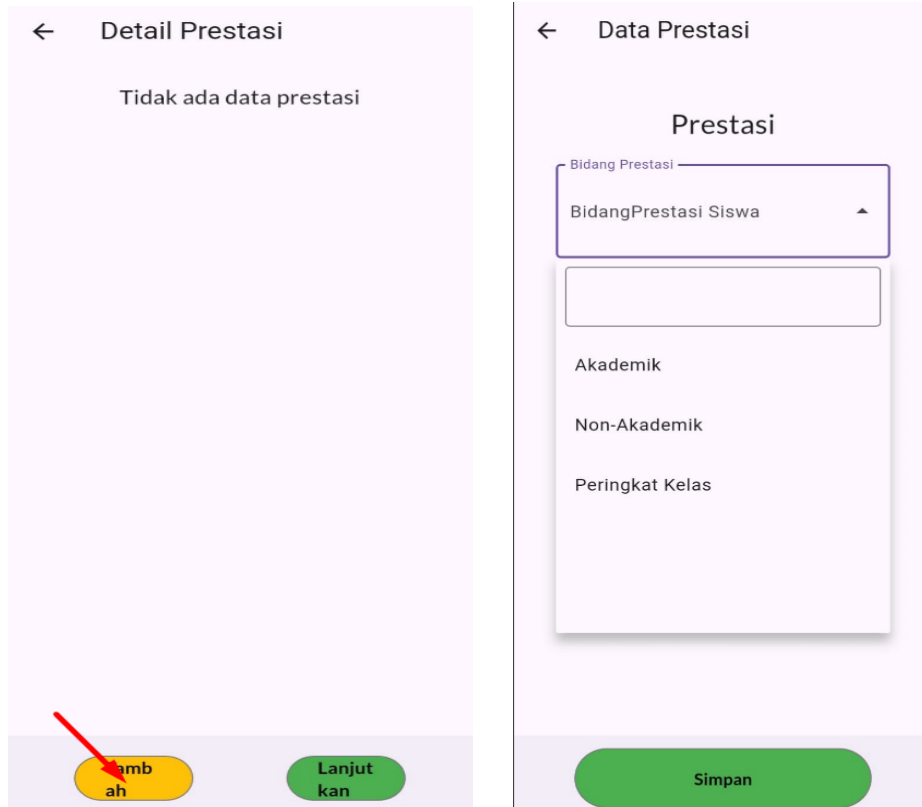 Detail Prestasi
Tidak ada data prestasi
amb
ah
Lanjut
kan
Data Prestasi
Prestasi
Bidang Prestasi
BidangPrestasi Siswa
Akademik
Non-Akademik
Peringkat Kelas
Simpan